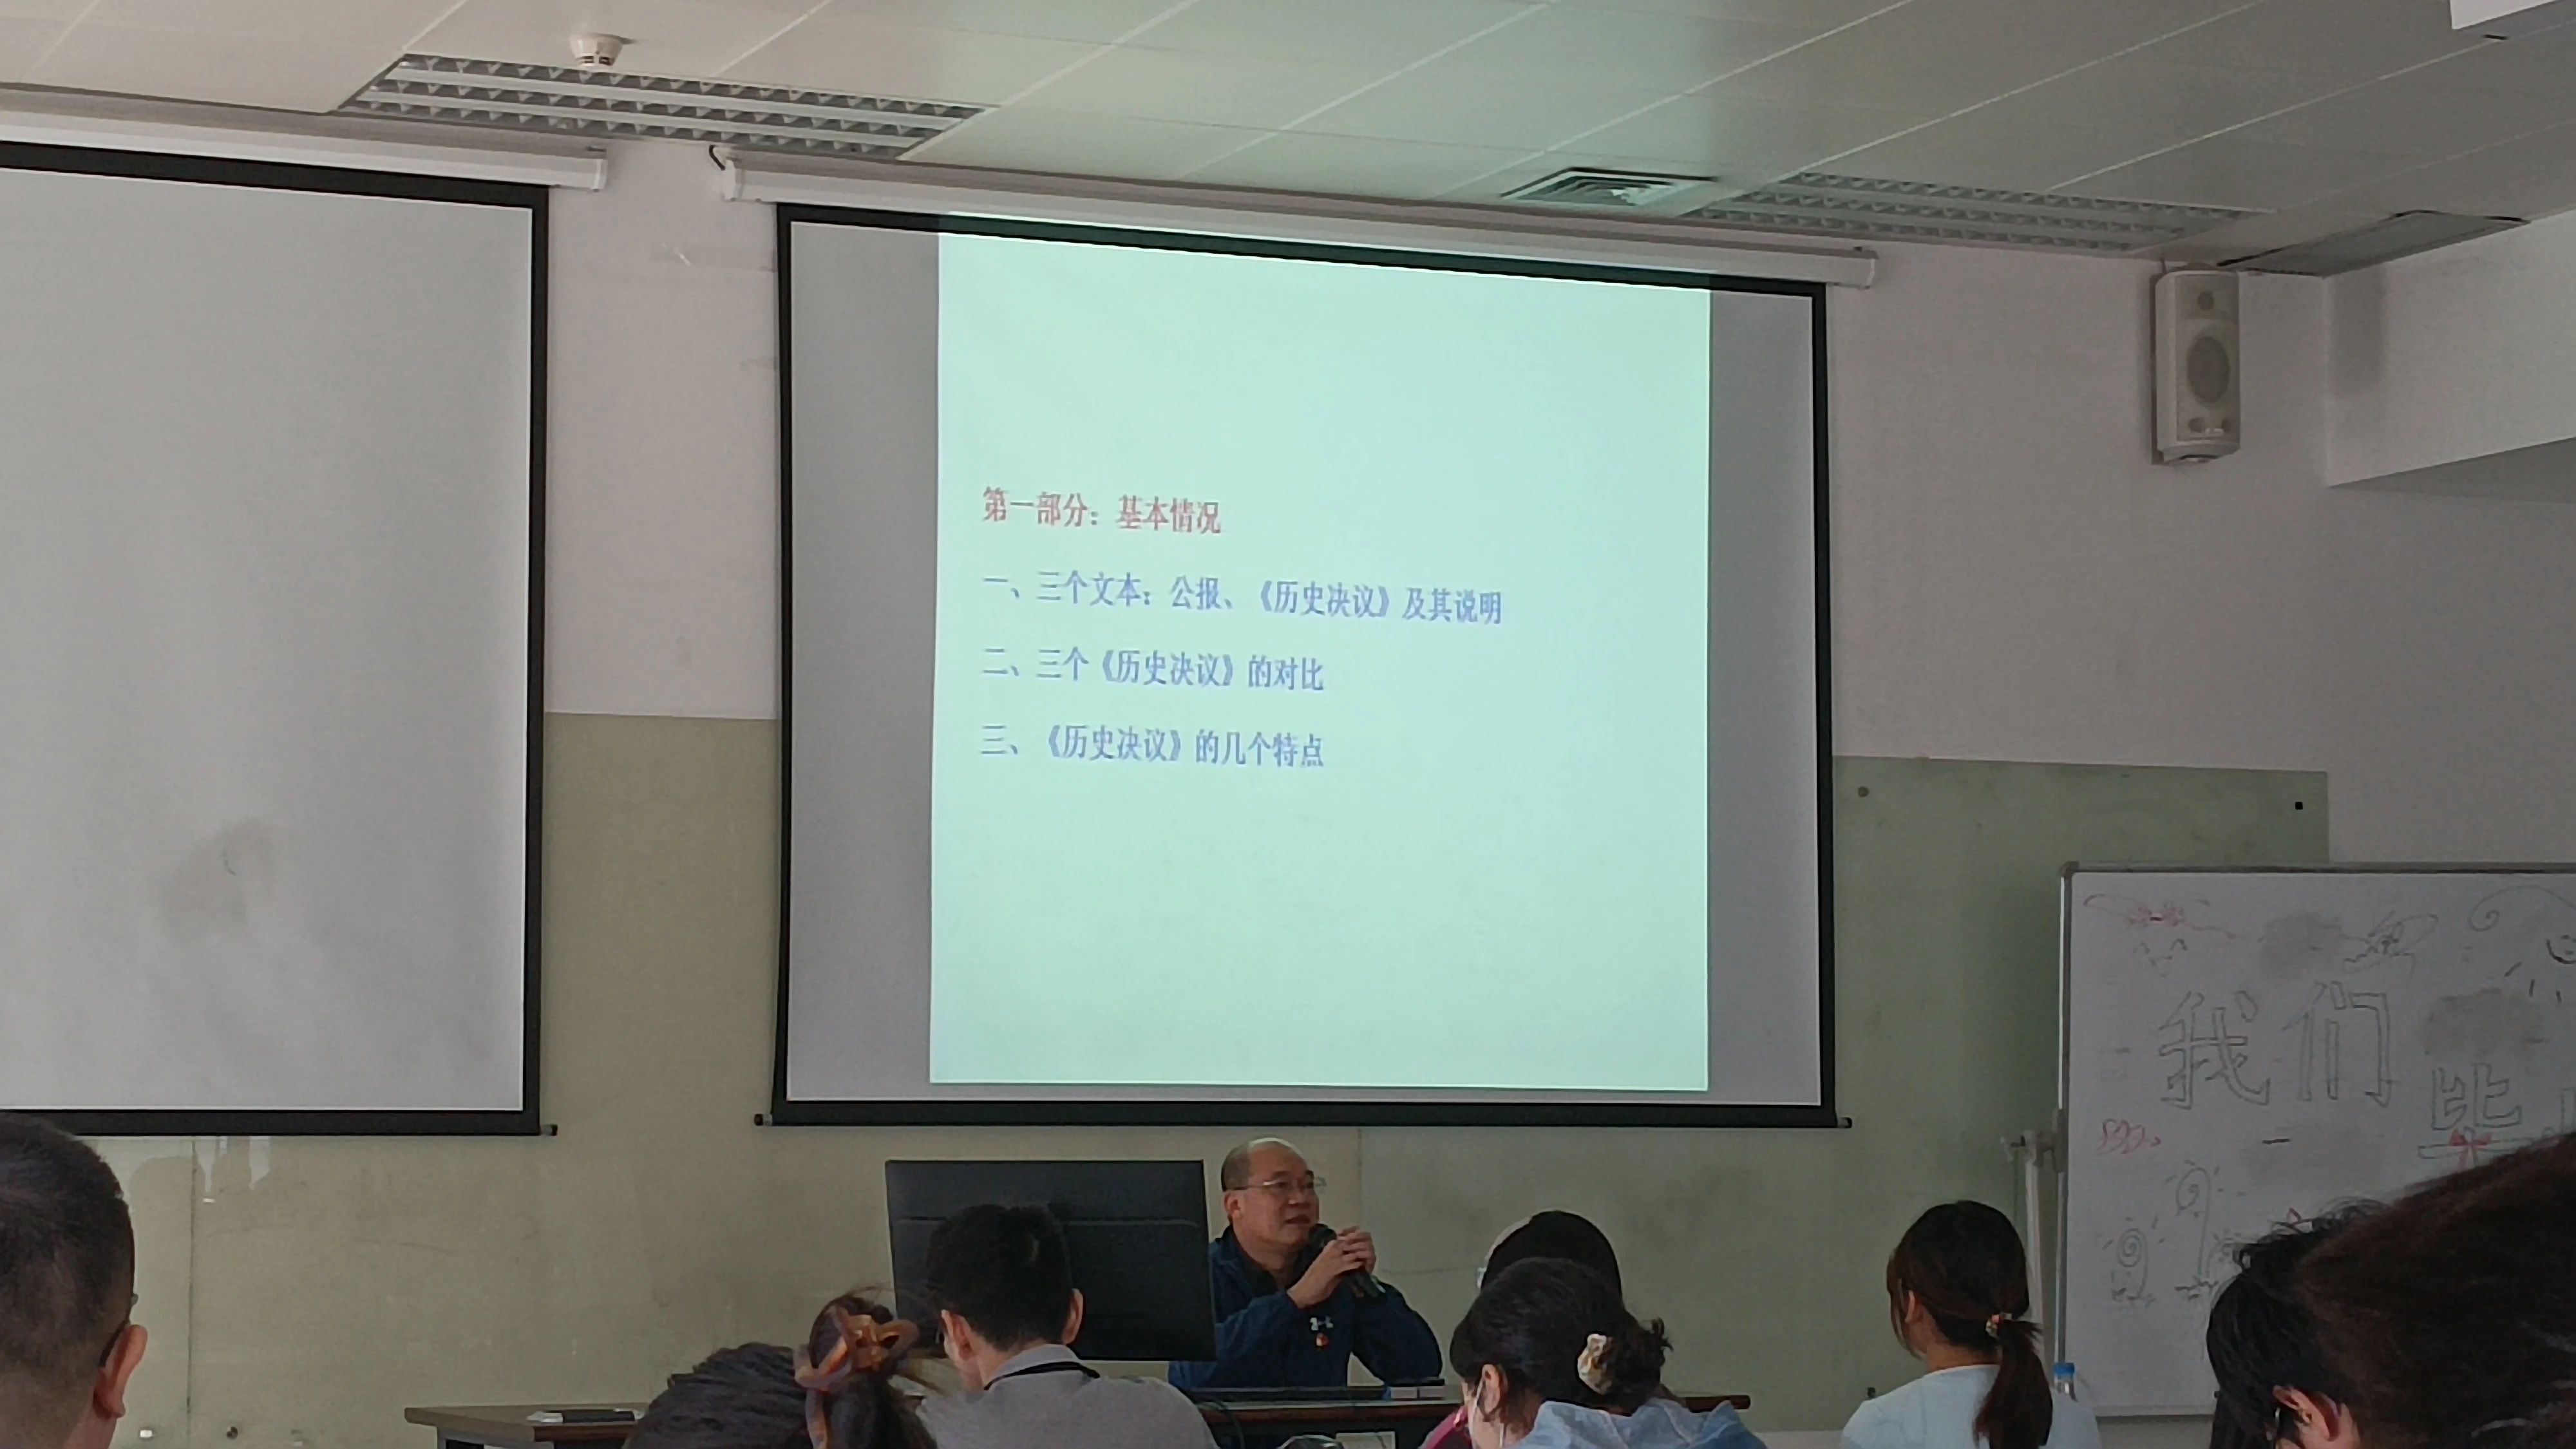 第一部分：基本情况
一、三个文本：公报、《历史决议》及其说明
二、三个《历史决议》的对比
三、《历史决议》的几个特点
我们
毕